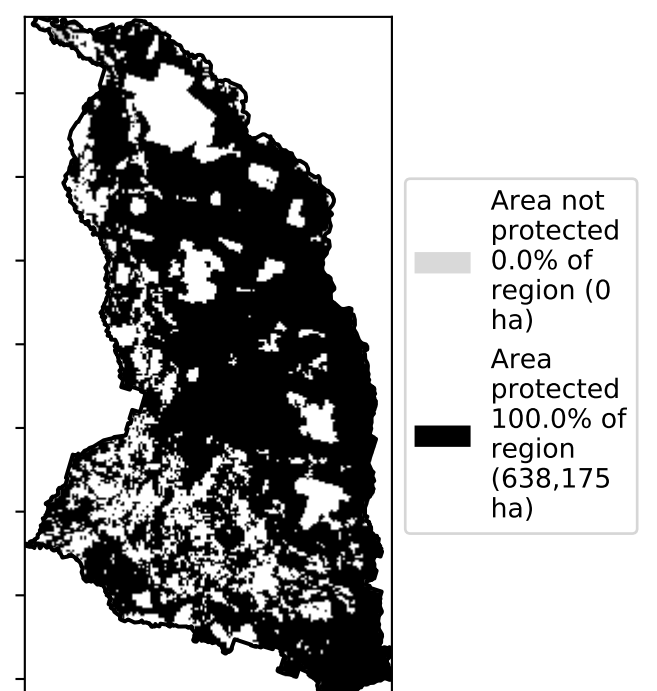 Area not
protected
0.0% of
region (0
ha)
Area
protected
100.0% of
region
(638,175
ha)